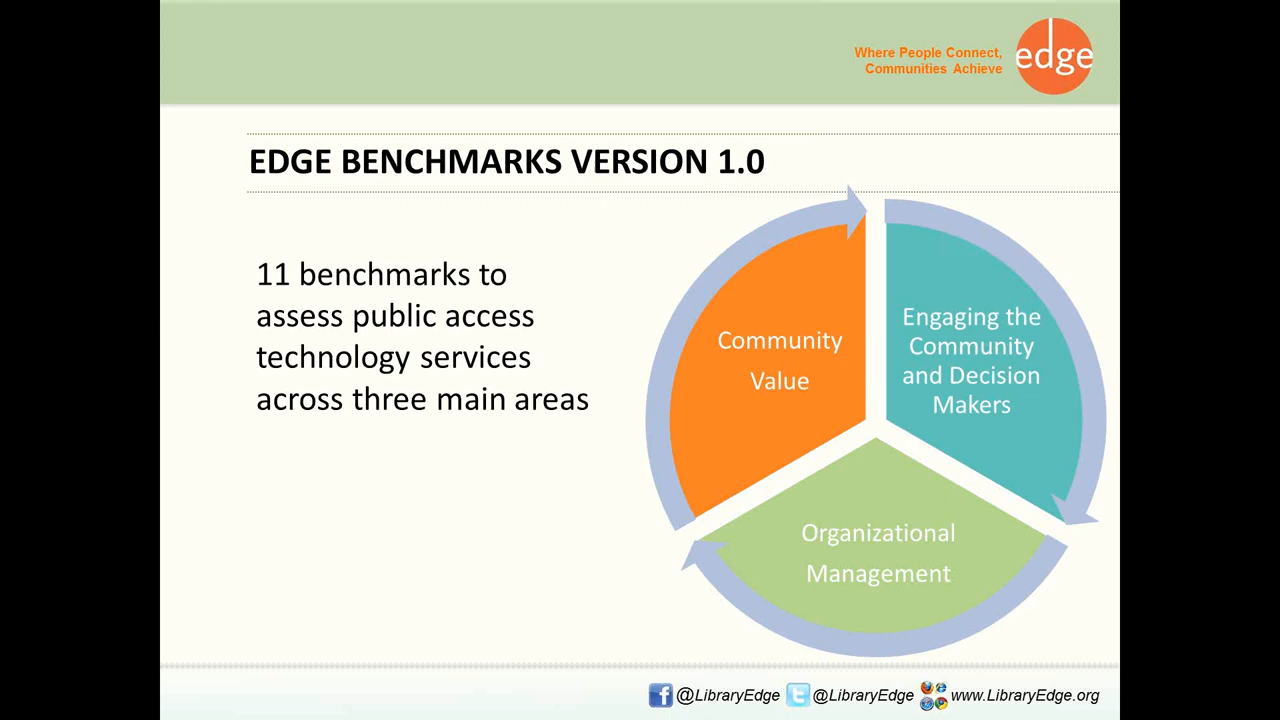 Where People Connect,
Communities Achieve
edge
EDGE BENCHMARKS VERSION 1.0
11 benchmarks to
assess public access
technology services
across three main areas
Community
Value
Engaging the
Community
and Decision
Makers
Organizational
Management
@LibraryEdge @LibraryEdge www.LibraryEdge.org